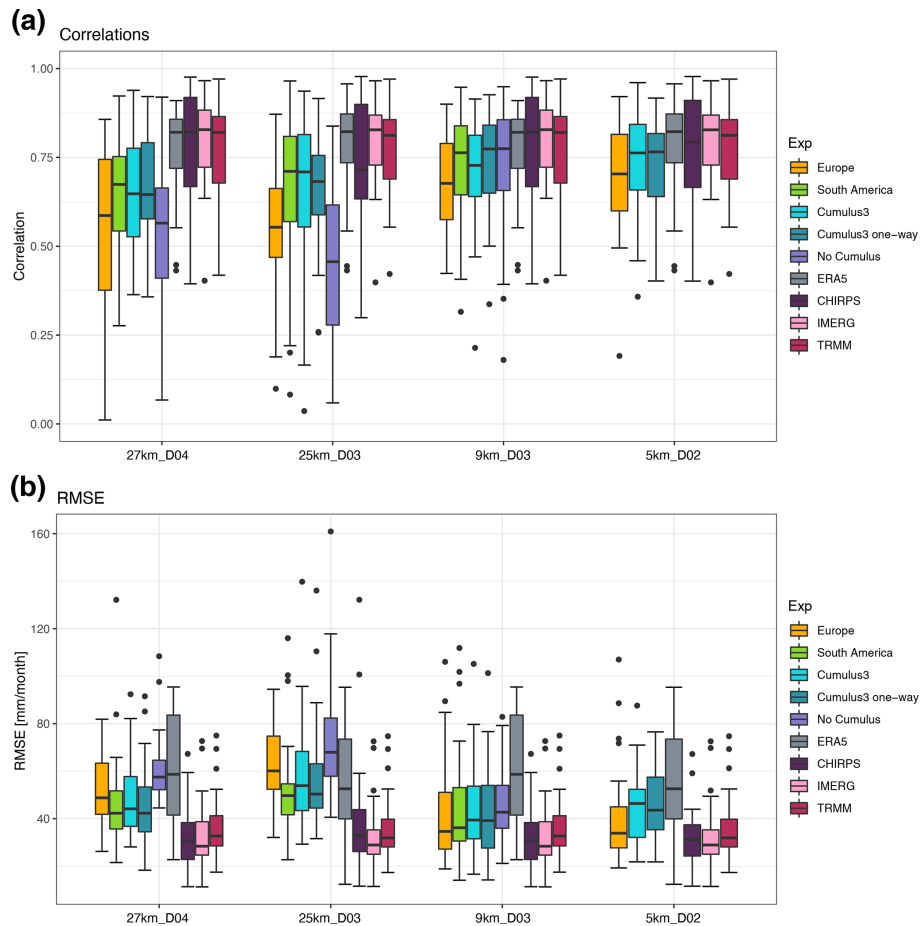 (a)
Correlations
1.00
0.75
0.50
0.25
0.00
Correlation
27km_D04 25km_D03 9km_D03 5km_D02
Exp
Europe
South America
Cumulus3
Cumulus3 one-way
No Cumulus
ERA5
CHIRPS
IMERG
TRMM
(b)
RMSE
160
120
80
40
RMSE [mm/month]
27km_D04 25km_D03 9km_D03 5km_D02
Exp
Europe
South America
Cumulus3
Cumulus3 one-way
No Cumulus
ERA5
CHIRPS
IMERG
TRMM